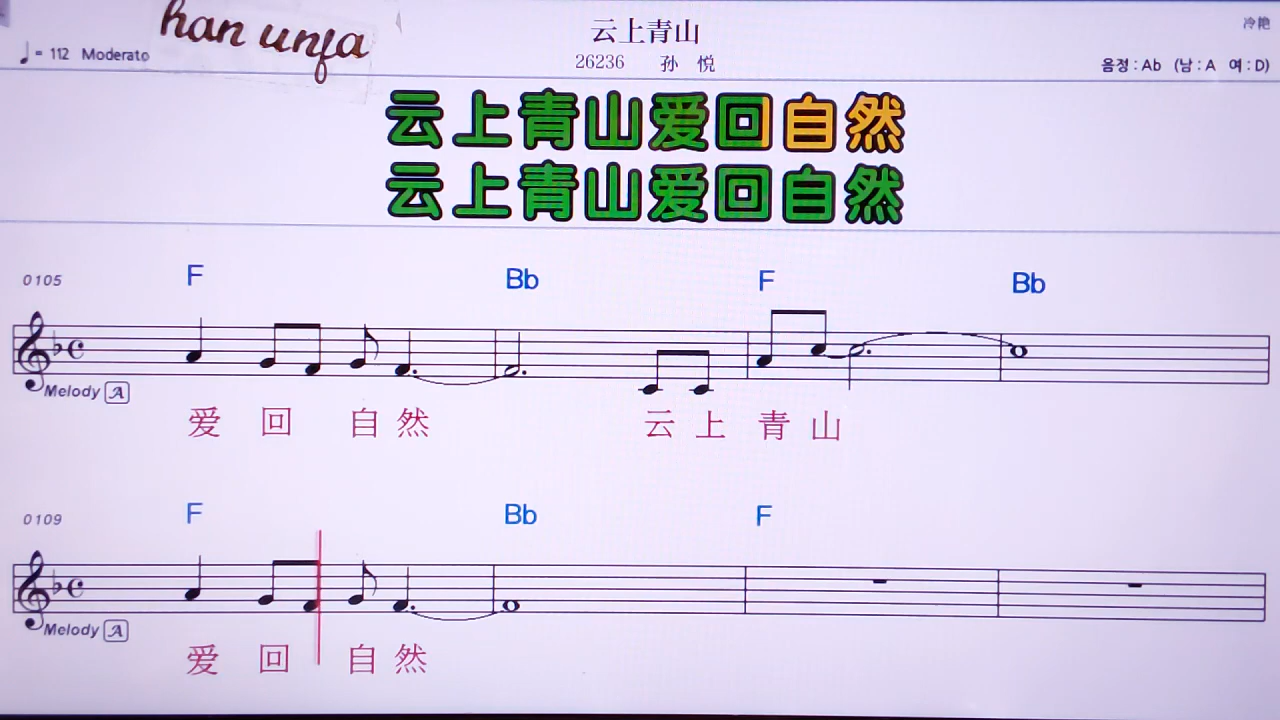 han unfa
云上青山
冷艳
♩= 112 Moderato
26236 孙 悦
음정 : Ab (남 : A 여 : D)
云上青山爱回自然
云上青山爱回自然
0105 F Bb F Bb
Melody A
爱 回 自 然 云 上 青 山
0109 F Bb F
Melody A
爱 回 自 然